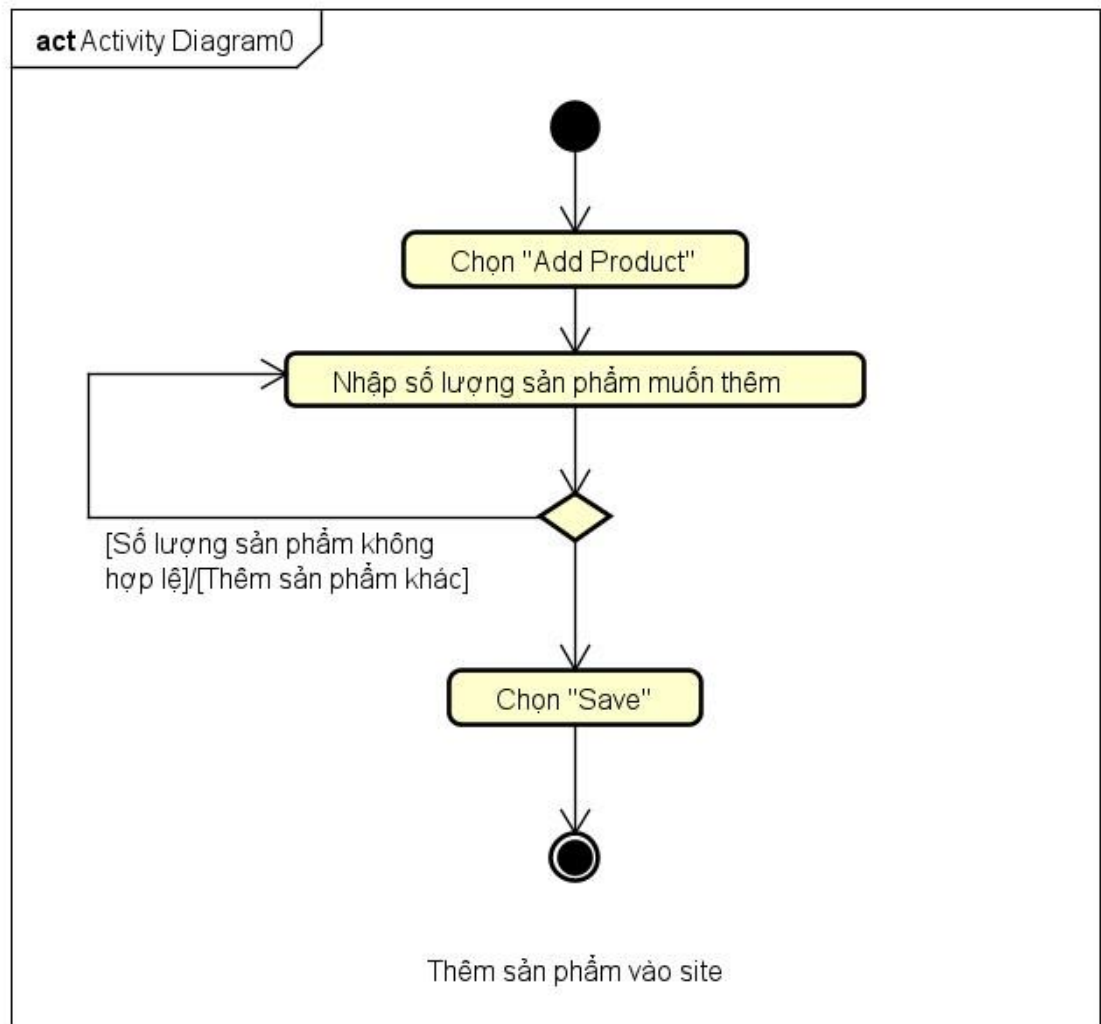 act Activity Diagram0
Chọn "Add Product"
Nhập số lượng sản phẩm muốn thêm
[Số lượng sản phẩm không
hợp lệ]/[Thêm sản phẩm khác]
Chọn "Save"
Thêm sản phẩm vào site